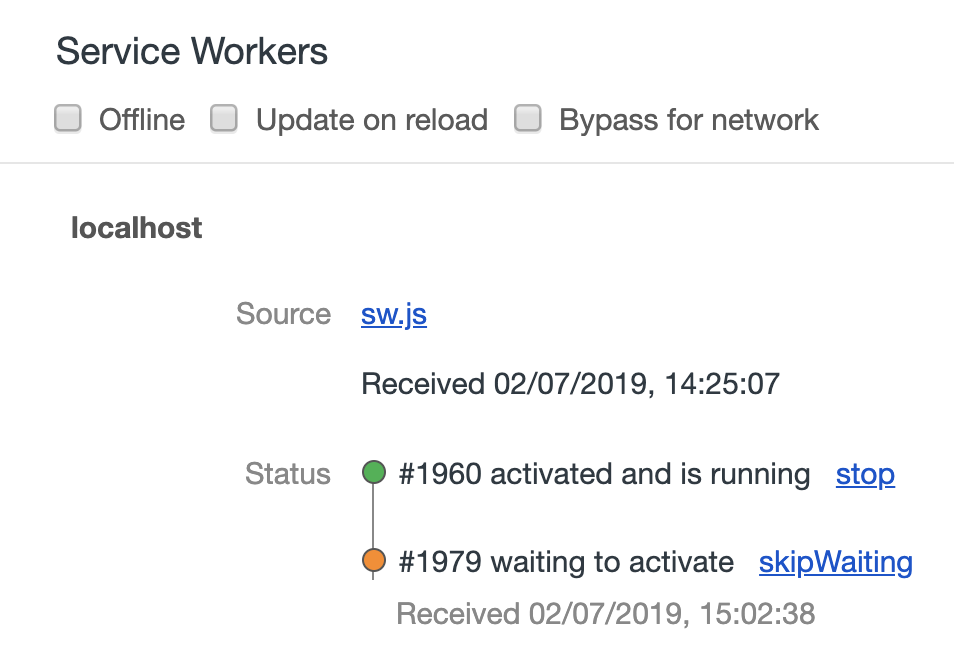 Service Workers
Offline Update on reload Bypass for network
localhost
Source sw.js
Received 02/07/2019, 14:25:07
Status #1960 activated and is running stop
#1979 waiting to activate skipWaiting
Received 02/07/2019, 15:02:38